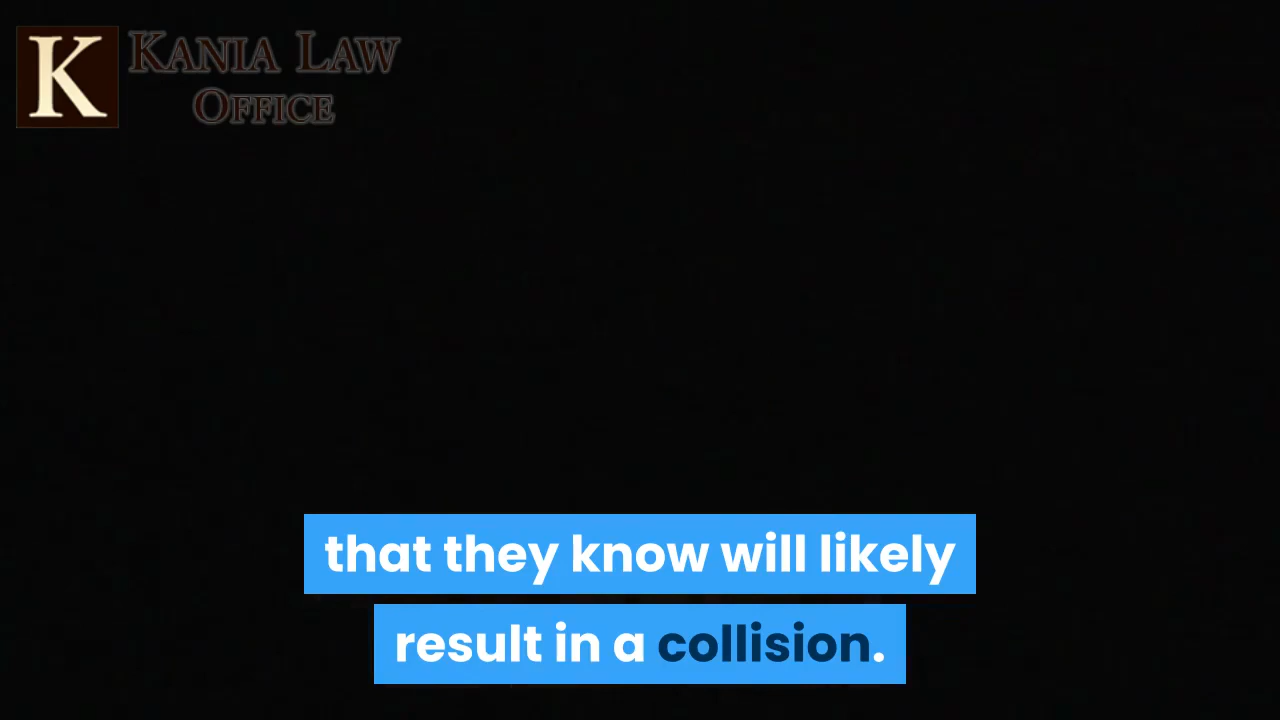 K
KANIA LAW
OFFICE
that they know will likely
result in a collision.